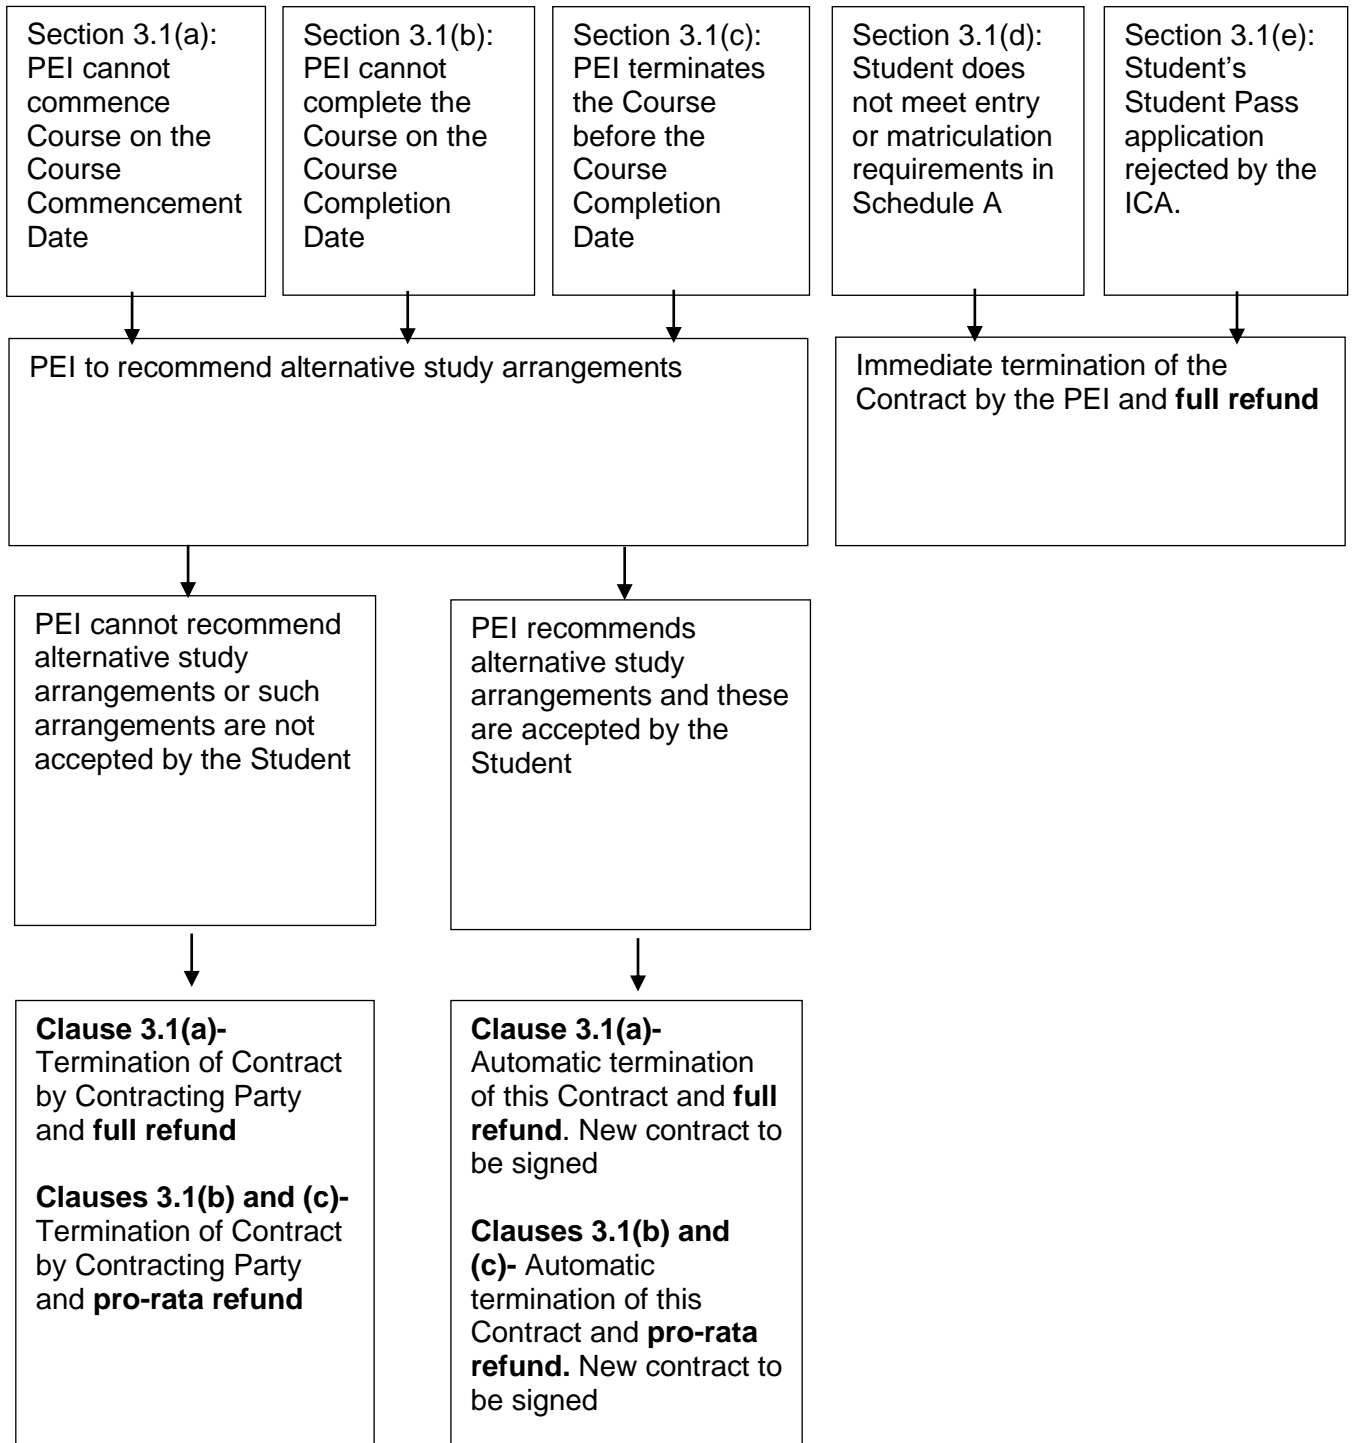 Section 3.1(a):
PEI cannot
commence
Course on the
Course
Commencement
Date
Section 3.1(b):
PEI cannot
complete the
Course on the
Course
Completion
Date
Section 3.1(c):
PEI terminates
the Course
before the
Course
Completion
Date
Section 3.1(d):
Student does
not meet entry
or matriculation
requirements in
Schedule A
Section 3.1(e):
Student’s
Student Pass
application
rejected by the
ICA.
PEI to recommend alternative study arrangements
Immediate termination of the
Contract by the PEI and full refund
PEI cannot recommend
alternative study
arrangements or such
arrangements are not
accepted by the Student
PEI recommends
alternative study
arrangements and these
are accepted by the
Student
Clause 3.1(a)-
Termination of Contract
by Contracting Party
and full refund
Clauses 3.1(b) and (c)-
Termination of Contract
by Contracting Party
and pro-rata refund
Clause 3.1(a)-
Automatic termination
of this Contract and full
refund. New contract to
be signed
Clauses 3.1(b) and
(c)- Automatic
termination of this
Contract and pro-rata
refund. New contract to
be signed